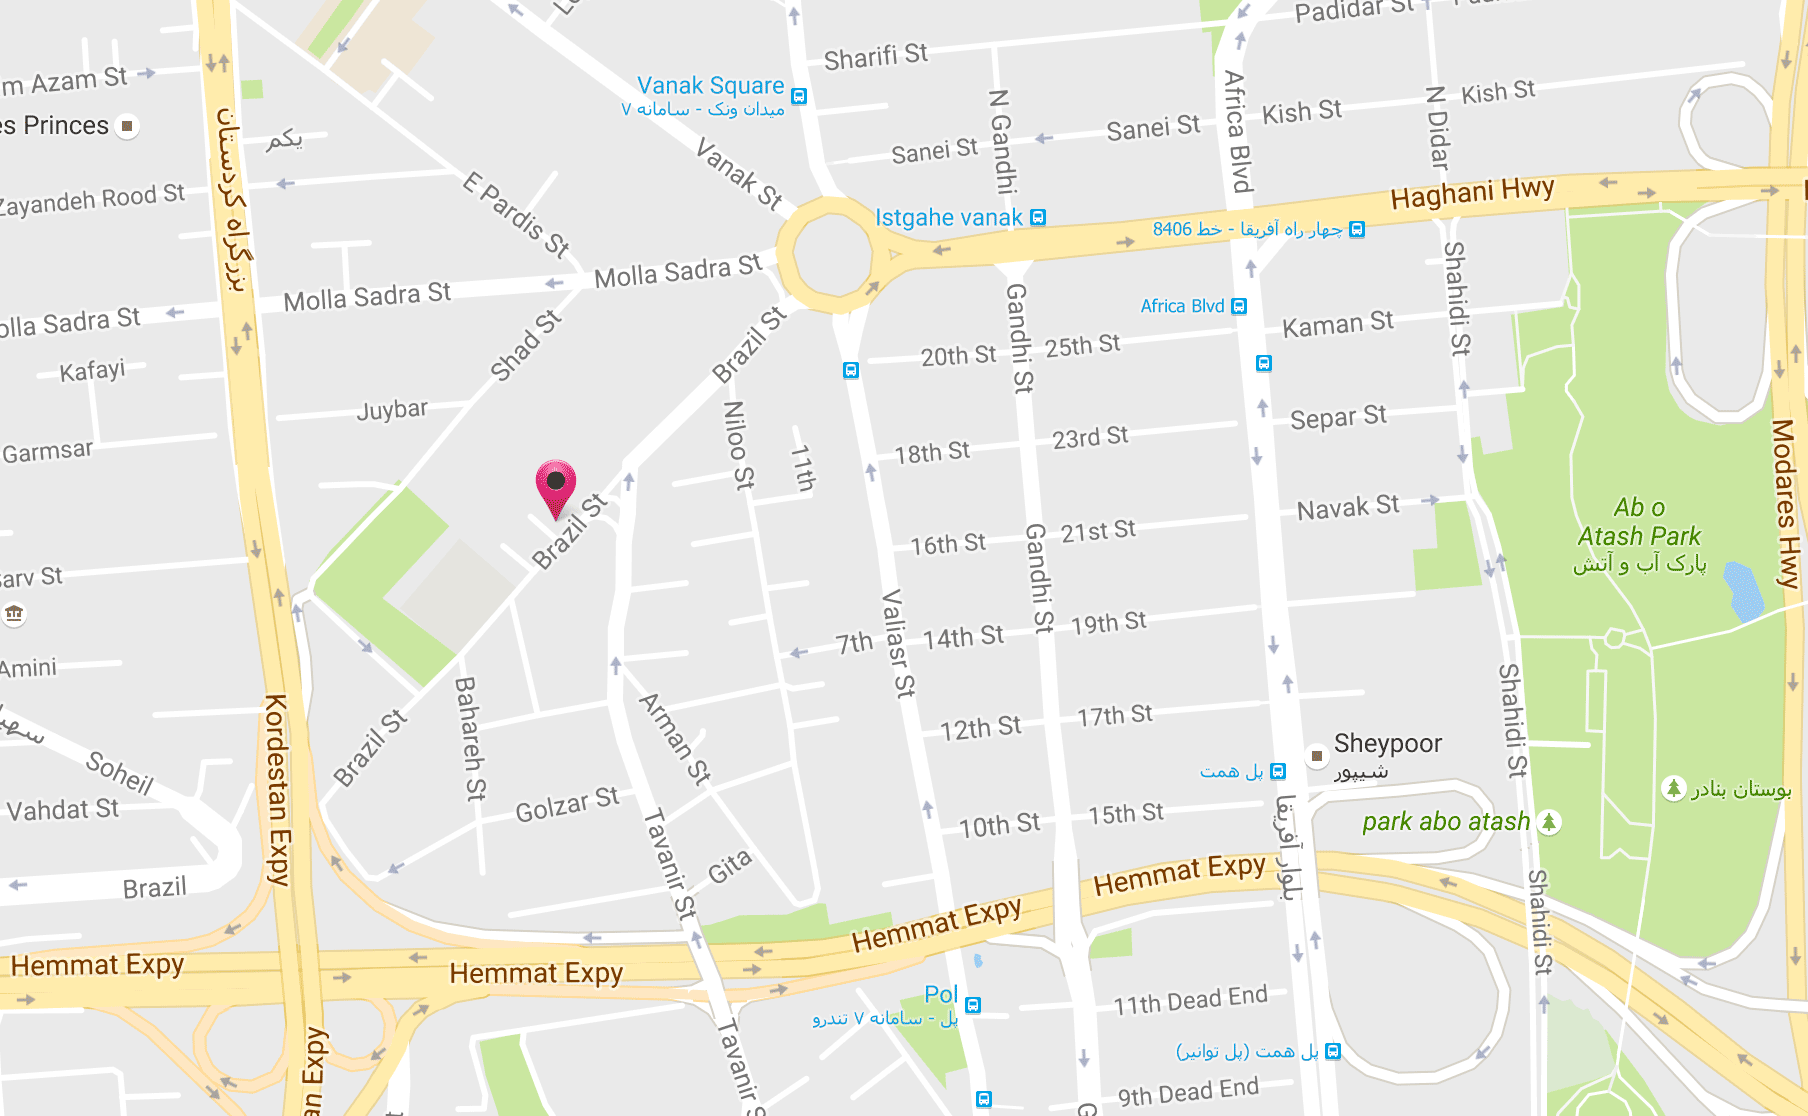 Padidar St
Sharifi St
m Azam St
Vanak Square
میدان ونک - سامانه ۷
N Gandhi
Africa Blvd
Kish St
N Didar
Kish St
es Princes
بزرگراه کردستان
یکم
Sanei St
Sanei St
Vanak St
Zayandeh Rood St
E Pardis St
Haghani Hwy
Istgahe vanak
چهار راه آفریقا - خط 8406
Molla Sadra St
Molla Sadra St
olla Sadra St
Shahidi St
Gandhi St
Africa Blvd
Kaman St
Brazil St
Shad St
20th St
25th St
Kafayi
Juybar
Niloo St
11th
18th St
23rd St
Separ St
Garmsar
Modares Hwy
Brazil St
Navak St
Ab o
Atash Park
پارک آب و آتش
Gandhi St
16th St
21st St
Sarv St
Valiasr St
7th
14th St
19th St
Amini
Shahidi St
Kordestan Expy
Bahareh St
Arman St
12th St
17th St
Brazil St
Sheypoor
شیپور
پل همت
Soheil
بوستان بنادر
Vahdat St
Golzar St
Tavanir St
10th St
15th St
park abo atash
بلوار آفریقا
Gita
Brazil
Hemmat Expy
Shahidi St
Hemmat Expy
Hemmat Expy
Hemmat Expy
Pol
پل - سامانه ۷ تندرو
11th Dead End
Tavanir S
an Expy
پل همت (پل توانیر)
9th Dead End
G